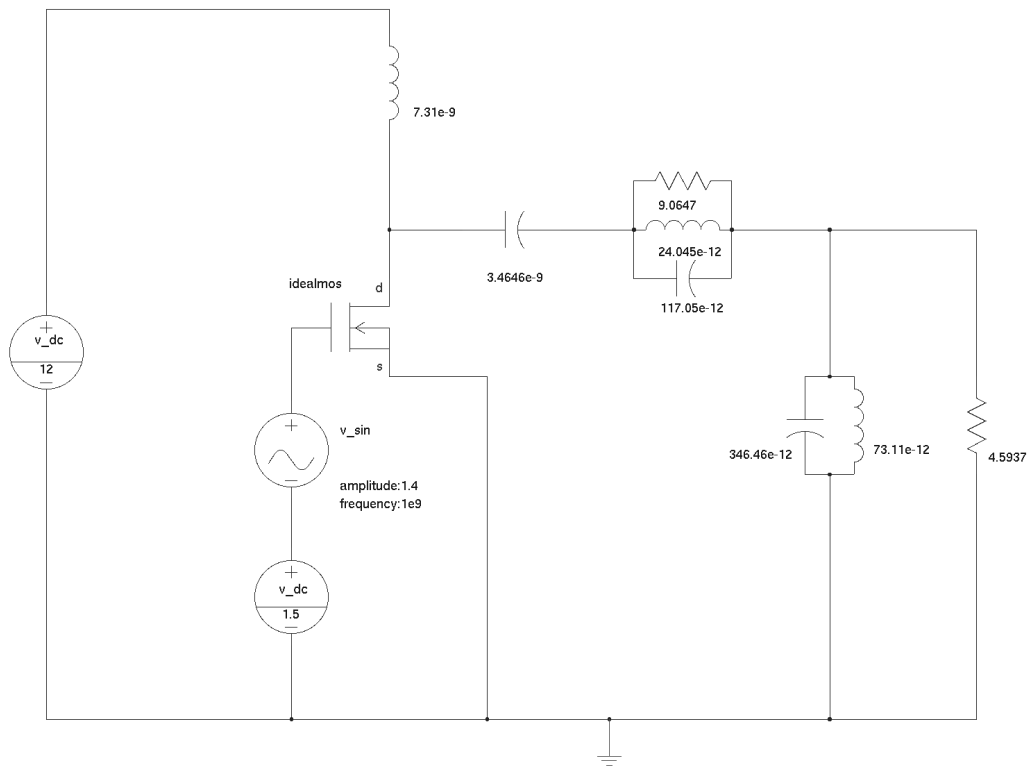 7.31e-9
9.0647
24.045e-12
3.4646e-9
117.05e-12
idealmos
d
s
v_dc
12
v_sin
amplitude:1.4
frequency:1e9
346.46e-12
73.11e-12
4.5937
v_dc
1.5